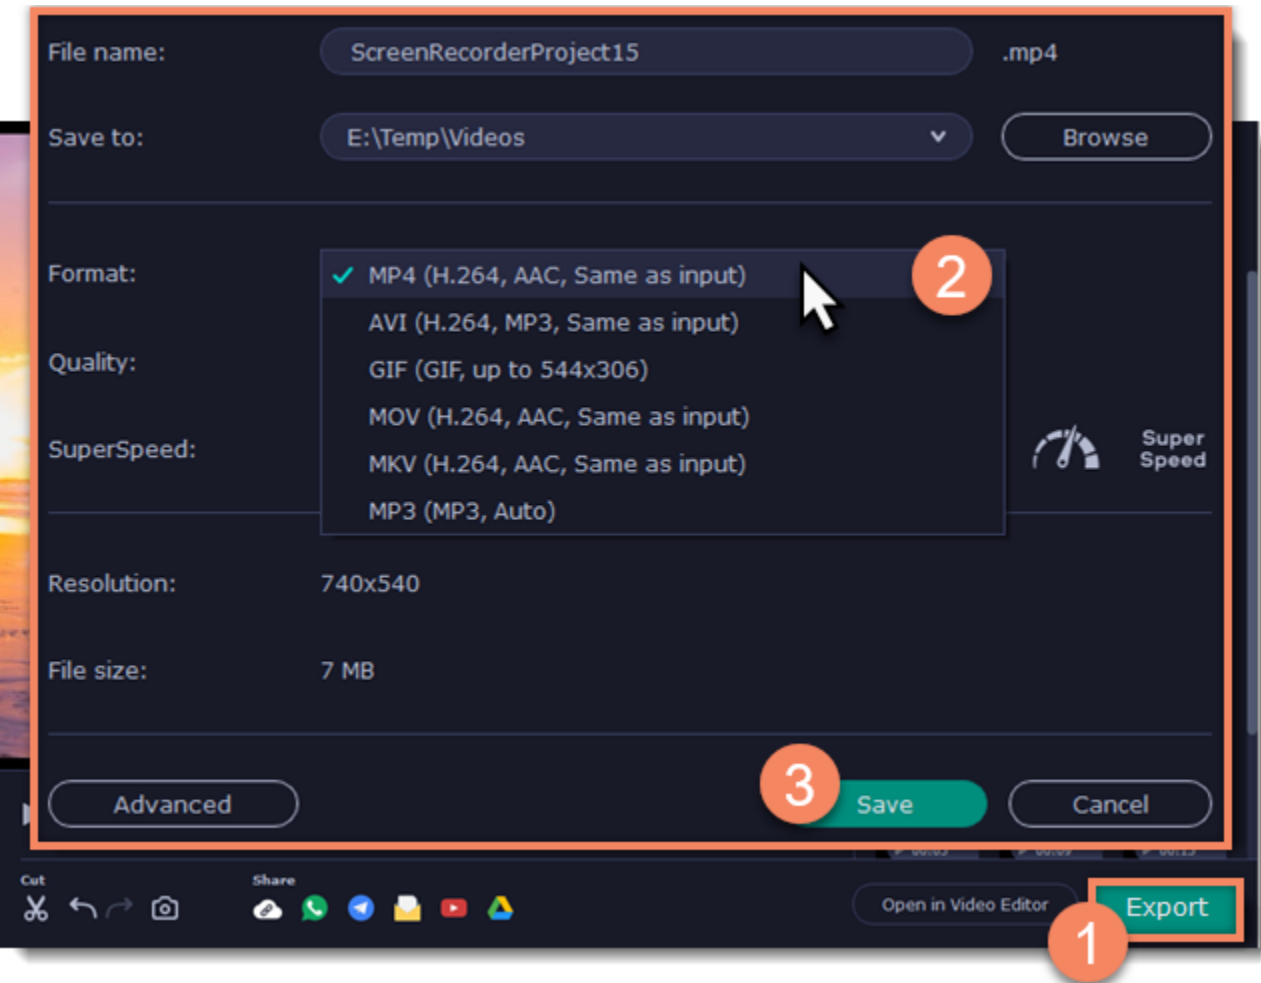 File name: ScreenRecorderProject15 .mp4
Save to: E:\Temp\Videos Browse
Format: MP4 (H.264, AAC, Same as input) 2
AVI (H.264, MP3, Same as input)
Quality: GIF (GIF, up to 544x306)
MOV (H.264, AAC, Same as input)
SuperSpeed: MKV (H.264, AAC, Same as input) Super Speed
MP3 (MP3, Auto)
Resolution: 740x540
File size: 7 MB
Advanced 3 Save Cancel
Cut Share
Open in Video Editor 1 Export